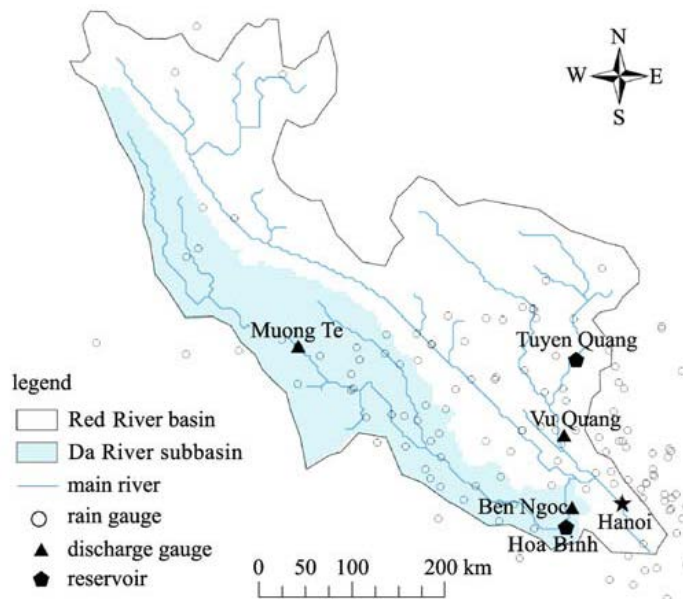 N
W E
S
Muong Te
Tuyen Quang
legend
Red River basin
Vu Quang
Da River subbasin
main river
rain gauge
Ben Ngoc
Hanoi
discharge gauge
Hoa Binh
reservoir
0 50 100 200 km